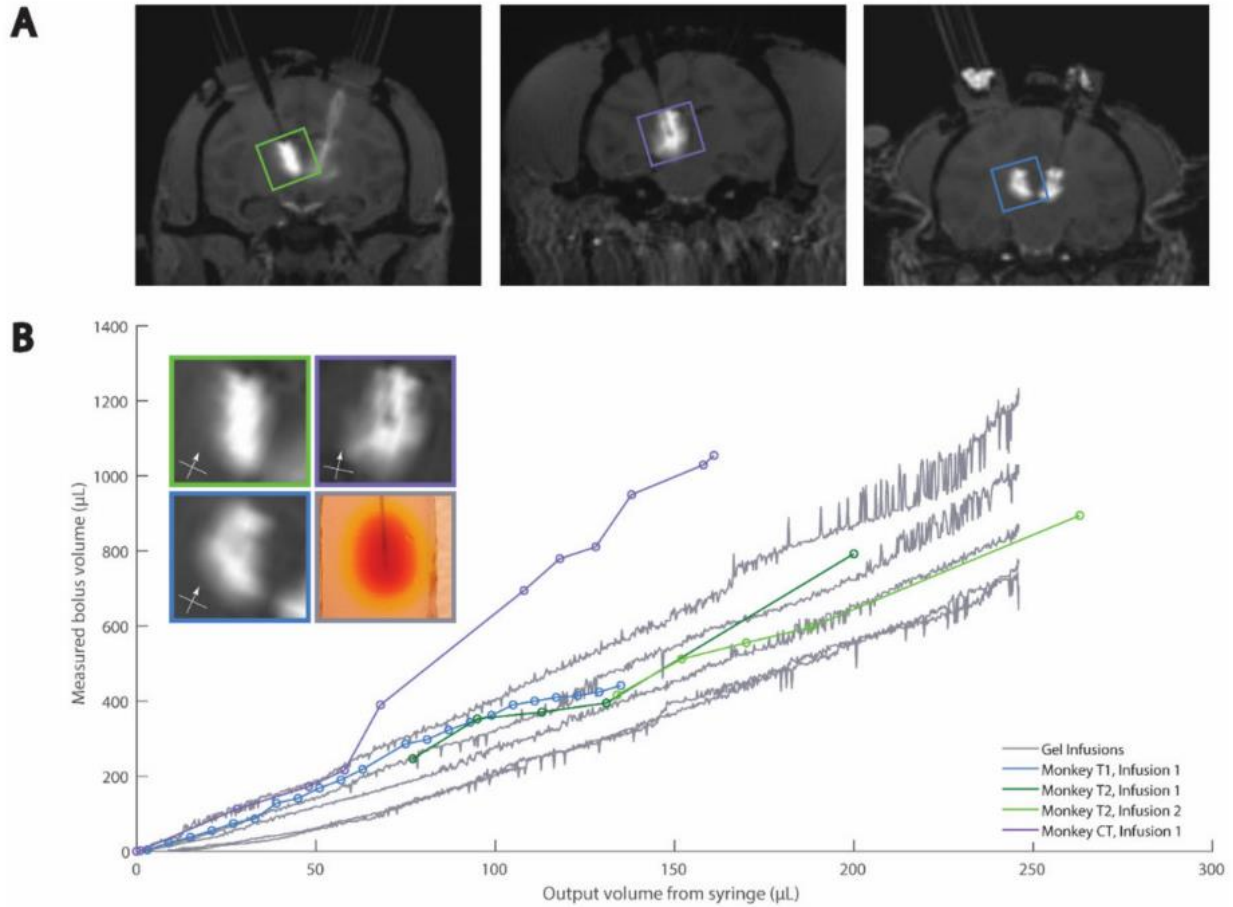 A
B
1400
1200
1000
800
600
400
200
0
Measured bolus volume (µL)
0 50 100 150 200 250 300
Output volume from syringe (µL)
Gel Infusions
Monkey T1, Infusion 1
Monkey T2, Infusion 1
Monkey T2, Infusion 2
Monkey CT, Infusion 1